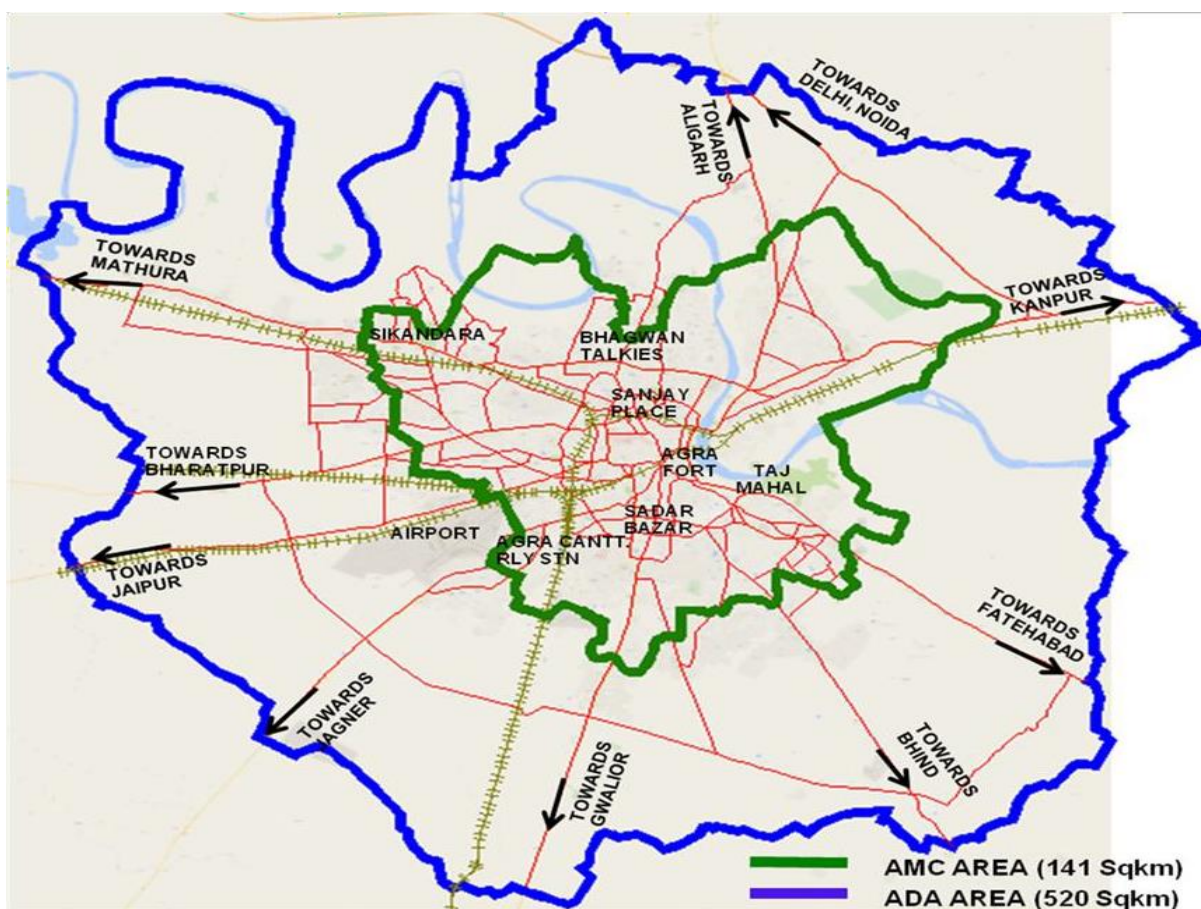 TOWARDS
DELHI, NOIDA
TOWARDS
ALIGARH
TOWARDS
MATHURA
TOWARDS
KANPUR
SIKANDARA
BHAGWAN
TALKIES
SANJAY
PLACE
TOWARDS
BHARATPUR
AGRA
FORT
TAJ
MAHAL
SADAR
BAZAR
AIRPORT
AGRA CANTT.
RLY STN
TOWARDS
JAIPUR
TOWARDS
FATEHABAD
TOWARDS
JAGNER
TOWARDS
GWALIOR
TOWARDS
BHIND
AMC AREA (141 Sqkm)
ADA AREA (520 Sqkm)